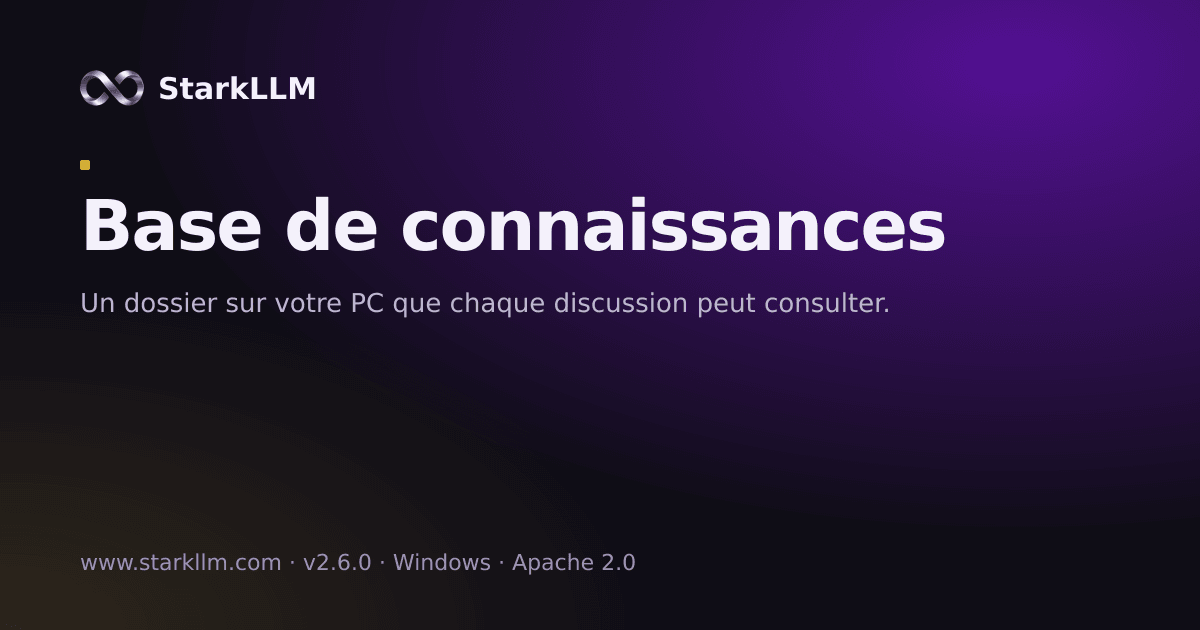 StarkLLM
Base de connaissances
Un dossier sur votre PC que chaque discussion peut consulter.
www.starkllm.com · v2.6.0 · Windows · Apache 2.0